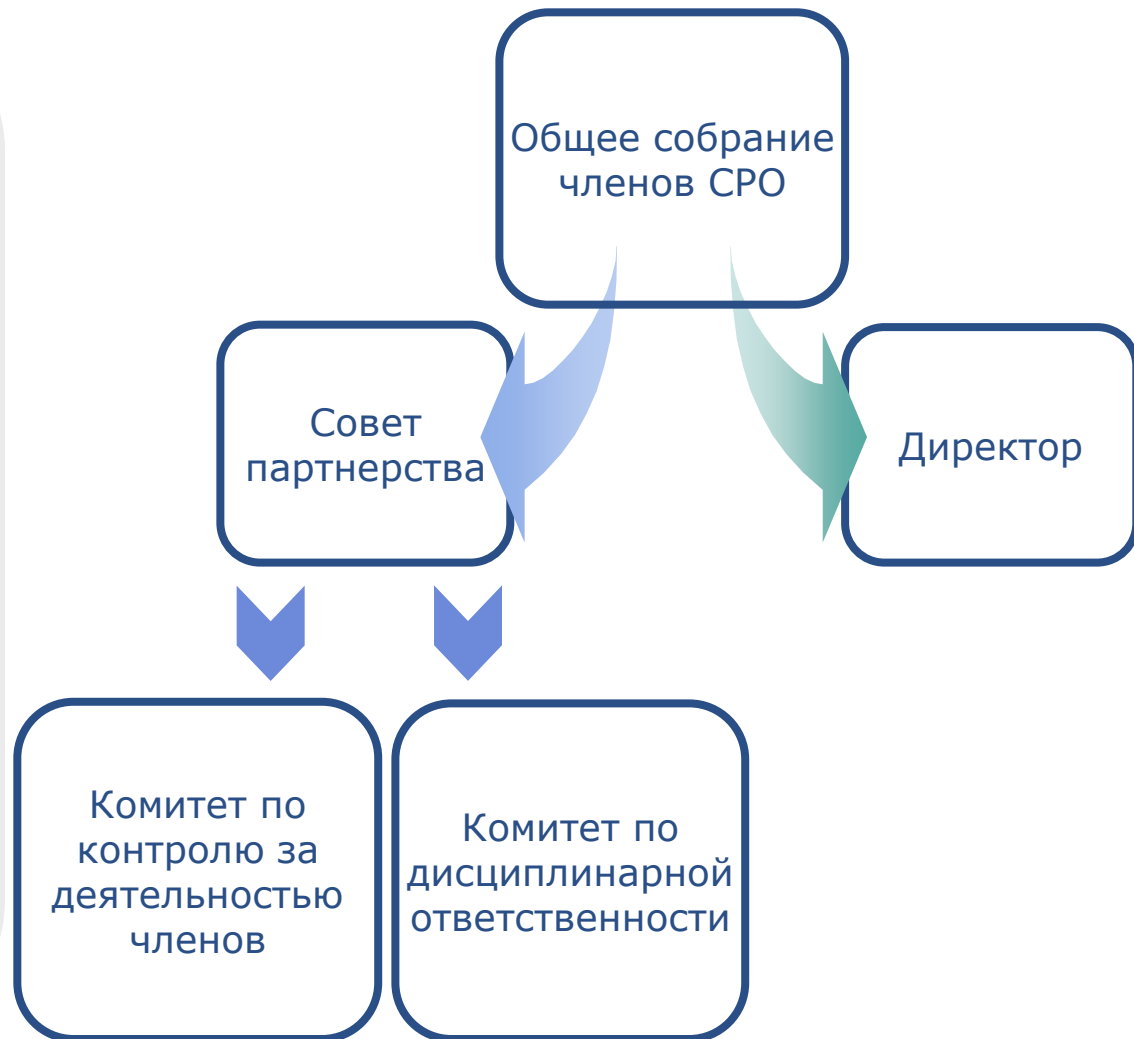 Общее собрание
членов СРО
Совет
партнерства
Директор
Комитет по
контролю за
деятельностью
членов
Комитет по
дисциплинарной
ответственности